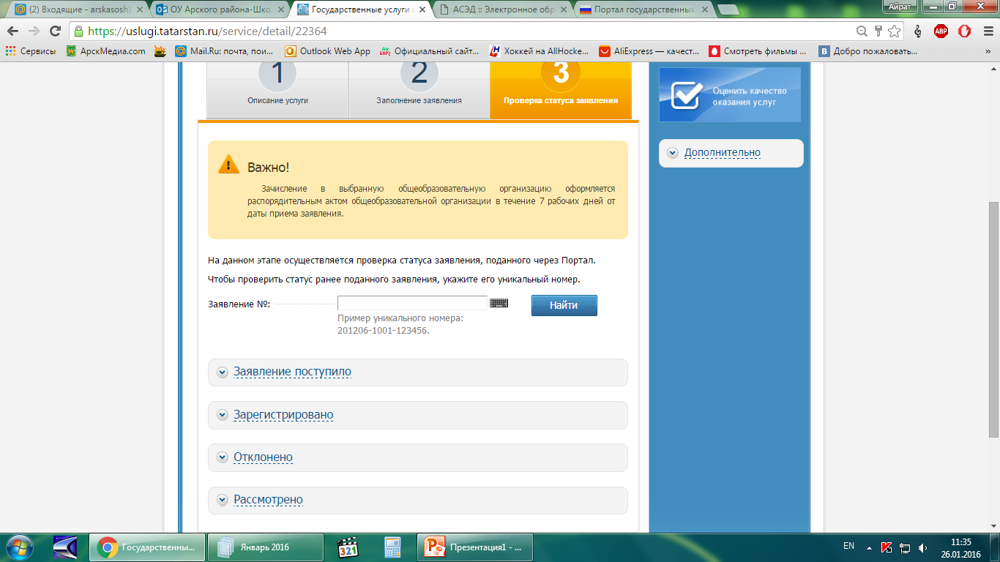 (2) Входящие - arskasosh1
ОУ Арского района-Шко
Государственные услуги
АСЭД :: Электронное обр
Портал государственных
Айрат
https://uslugi.tatarstan.ru/service/detail/22364
Сервисы
АрскМедиа.com
Mail.Ru: почта, пои...
Outlook Web App
Официальный сайт...
Хоккей на AllHocke...
AliExpress — качест...
Смотреть фильмы ...
Добро пожаловать...
»
1
2
3
Описание услуги
Заполнение заявления
Проверка статуса заявления
Оценить качество
оказания услуг
Дополнительно
Важно!
Зачисление в выбранную общеобразовательную организацию оформляется
распорядительным актом общеобразовательной организации в течение 7 рабочих дней от
даты приема заявления.
На данном этапе осуществляется проверка статуса заявления, поданного через Портал.
Чтобы проверить статус ранее поданного заявления, укажите его уникальный номер.
Заявление №:
Найти
Пример уникального номера:
201206-1001-123456.
Заявление поступило
Зарегистрировано
Отклонено
Рассмотрено
Государственны...
Январь 2016
321
Презентация1 - ...
EN
11:35
26.01.2016